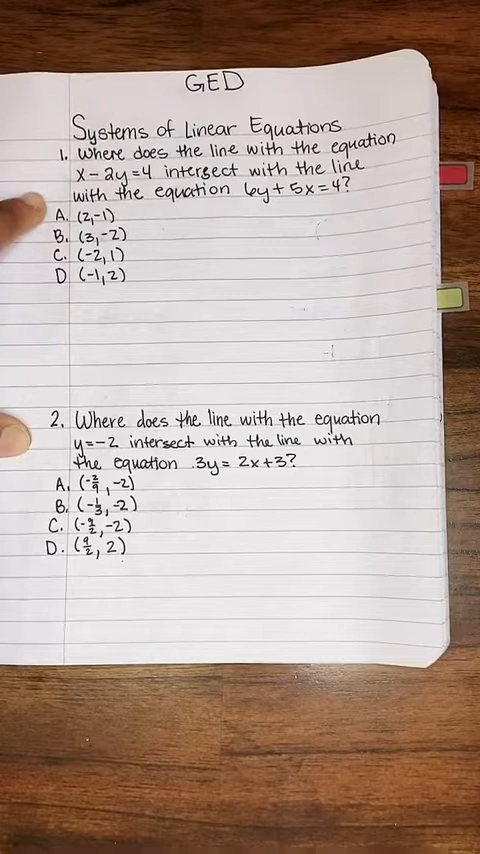 GED
Systems of Linear Equations
1. Where does the line with the equation
x - 2y = 4 intersect with the line
with the equation 6y + 5x = 4?
A. (2, -1)
B. (3, -2)
C. (-2, 1)
D (-1, 2)
2. Where does the line with the equation
y = -2 intersect with the line with
the equation 3y = 2x + 3?
A. (-2/9, -2)
B. (-1/3, -2)
C. (-9/2, -2)
D. (9/2, 2)